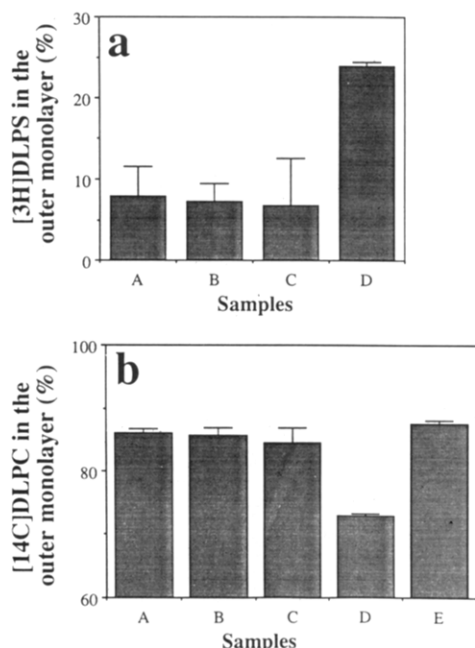 a
[3H]DLPS in the
outer monolayer (%)
30
20
10
0
A B C D
Samples
b
[14C]DLPC in the
outer monolayer (%)
100
80
60
A B C D E
Samples